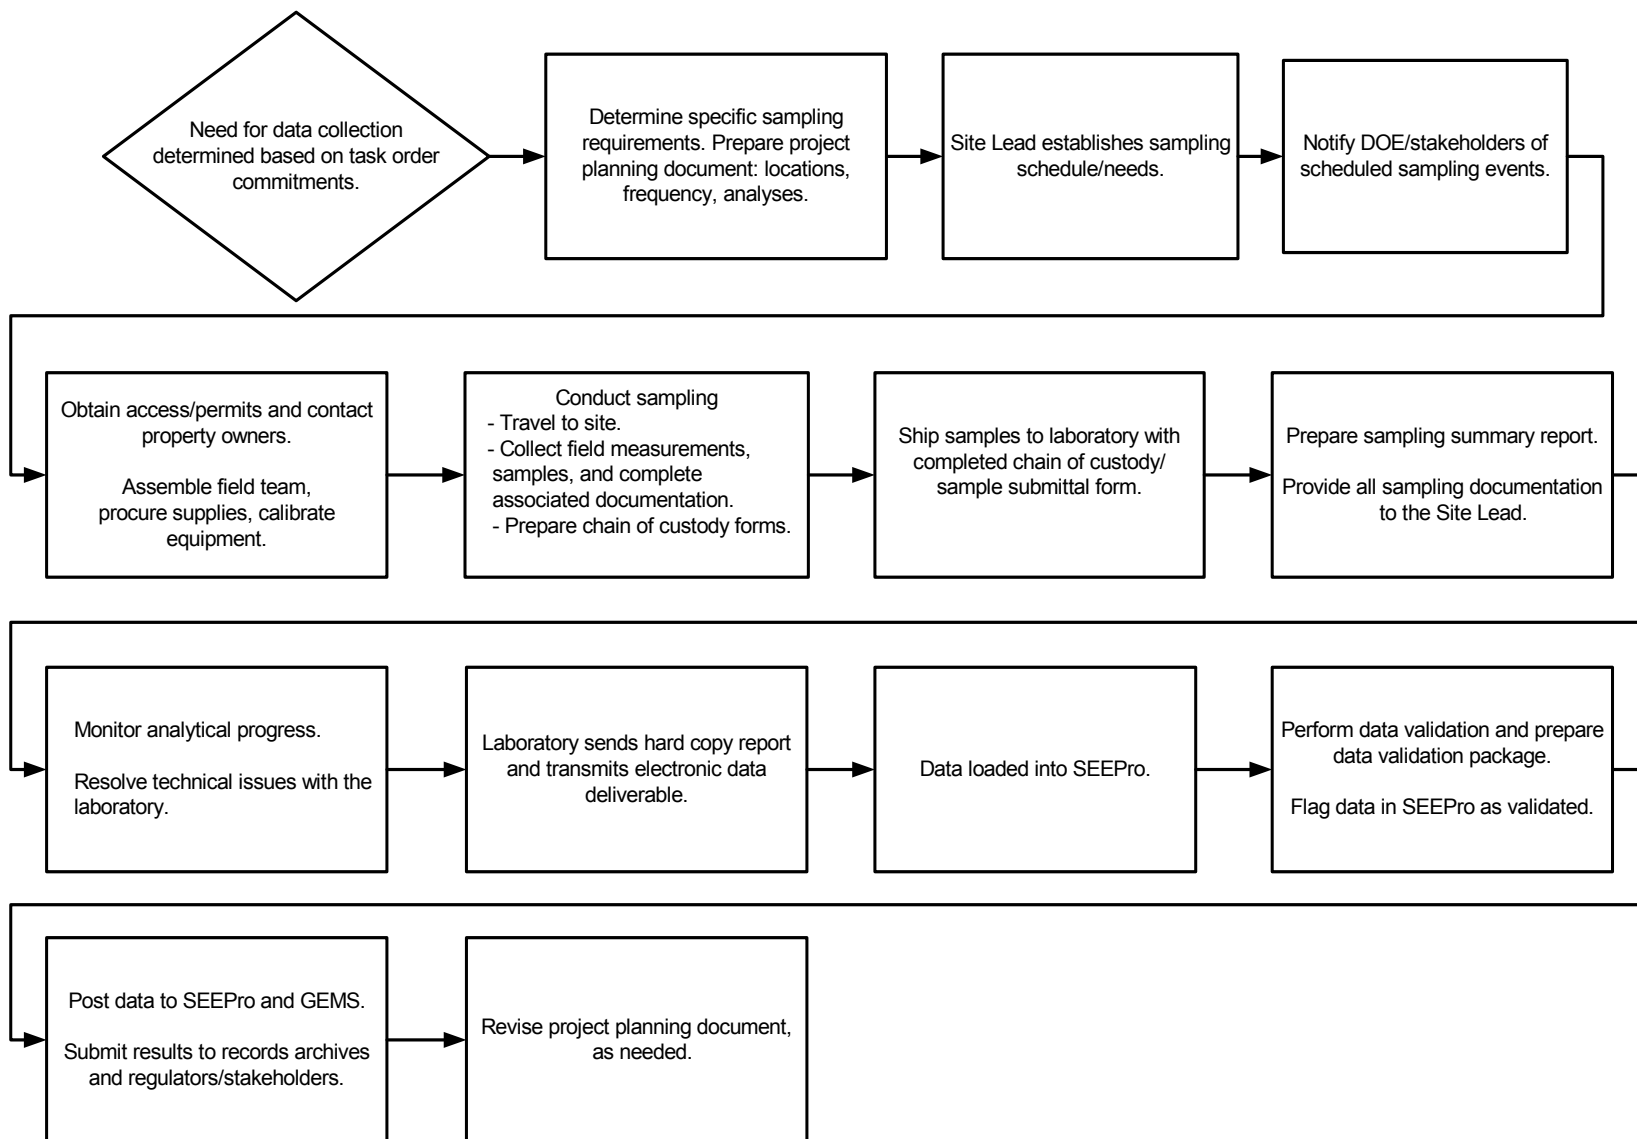 Need for data collection
determined based on task order
commitments.
Determine specific sampling
requirements. Prepare project
planning document: locations,
frequency, analyses.
Site Lead establishes sampling
schedule/needs.
Notify DOE/stakeholders of
scheduled sampling events.
Obtain access/permits and contact
property owners.
Assemble field team,
procure supplies, calibrate
equipment.
Conduct sampling
- Travel to site.
- Collect field measurements,
samples, and complete
associated documentation.
- Prepare chain of custody forms.
Ship samples to laboratory with
completed chain of custody/
sample submittal form.
Prepare sampling summary report.
Provide all sampling documentation
to the Site Lead.
Monitor analytical progress.
Resolve technical issues with the
laboratory.
Laboratory sends hard copy report
and transmits electronic data
deliverable.
Data loaded into SEEPro.
Perform data validation and prepare
data validation package.
Flag data in SEEPro as validated.
Post data to SEEPro and GEMS.
Submit results to records archives
and regulators/stakeholders.
Revise project planning document,
as needed.